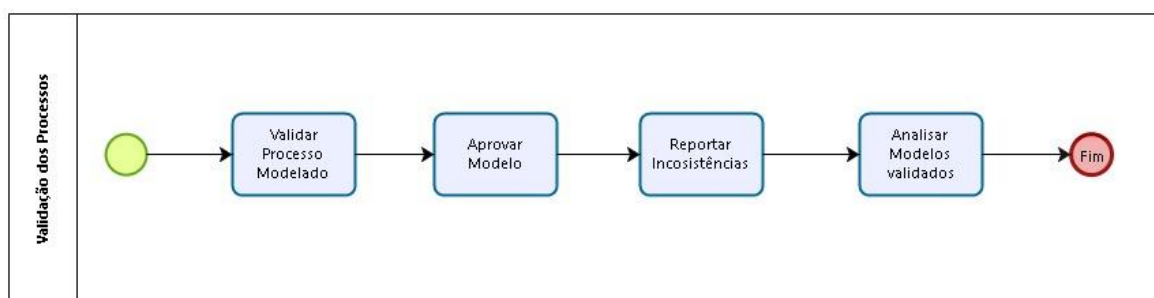 Validação dos Processos
Validar
Processo
Modelado
Aprovar
Modelo
Reportar
Incosistências
Analisar
Modelos
validados
Fim